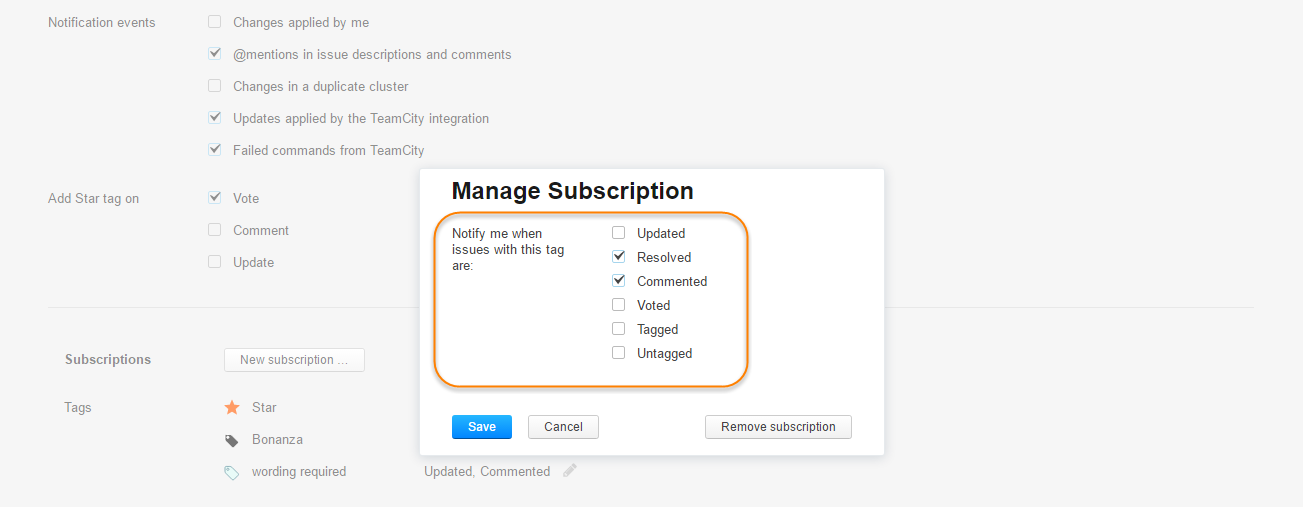 Notification events
Changes applied by me
@mentions in issue descriptions and comments
Changes in a duplicate cluster
Updates applied by the TeamCity integration
Failed commands from TeamCity
Add Star tag on
Vote
Comment
Update
Manage Subscription
Notify me when
issues with this tag
are:
Updated
Resolved
Commented
Voted
Tagged
Untagged
Save
Cancel
Remove subscription
Subscriptions
New subscription ...
Tags
Star
Bonanza
wording required
Updated, Commented